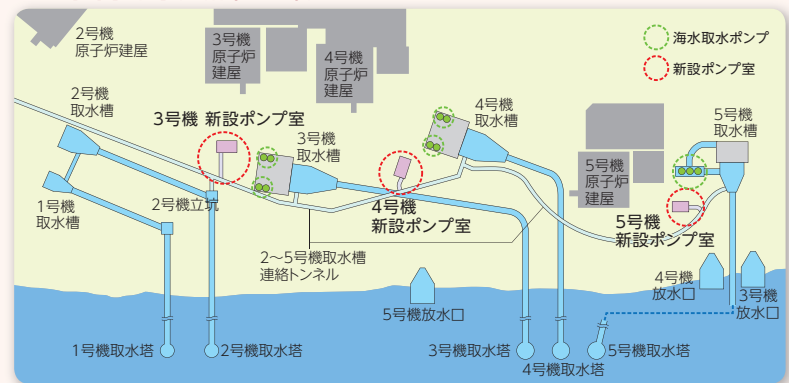 2号機
原子炉建屋
3号機
原子炉
建屋
4号機
原子炉
建屋
海水取水ポンプ
新設ポンプ室
2号機
取水槽
3号機 新設ポンプ室
3号機
取水槽
4号機
取水槽
5号機
取水槽
1号機
取水槽
2号機立坑
4号機
新設ポンプ室
5号機
原子炉
建屋
5号機
新設ポンプ室
2〜5号機取水槽
連絡トンネル
5号機放水口
4号機
放水口
3号機
放水口
1号機取水塔
2号機取水塔
3号機取水塔
4号機取水塔
5号機取水塔